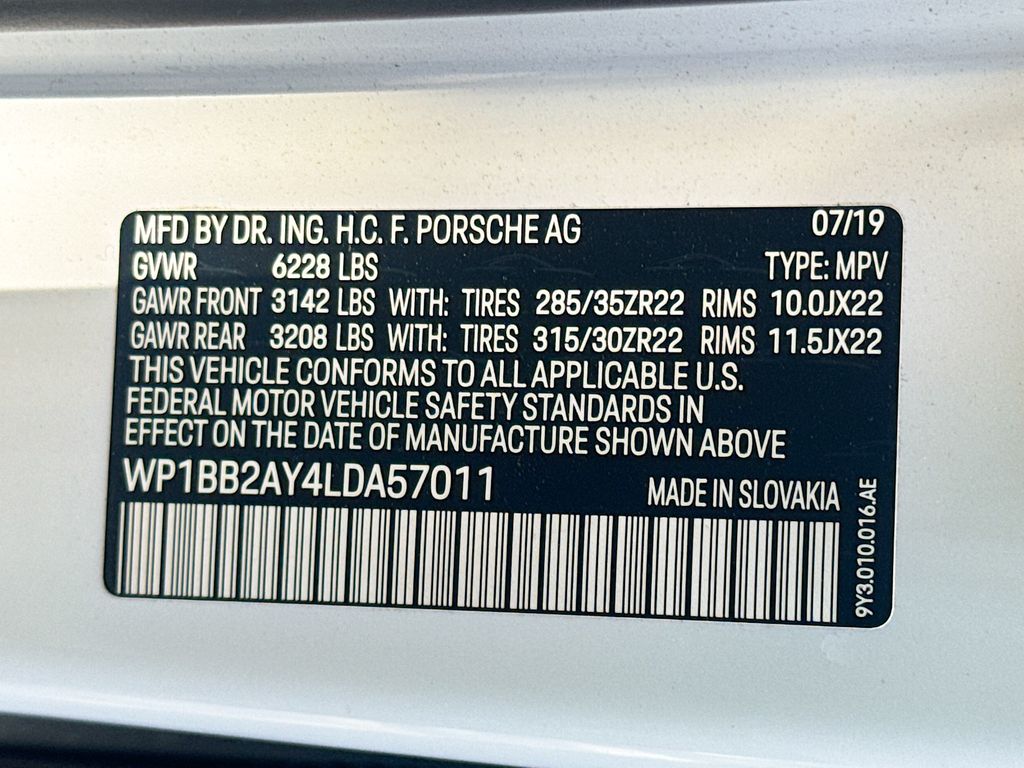 MFD BY DR. ING. H.C. F. PORSCHE AG 07/19
GVWR 6228 LBS TYPE: MPV
GAWR FRONT 3142 LBS WITH: TIRES 285/35ZR22 RIMS 10.0JX22
GAWR REAR 3208 LBS WITH: TIRES 315/30ZR22 RIMS 11.5JX22
THIS VEHICLE CONFORMS TO ALL APPLICABLE U.S.
FEDERAL MOTOR VEHICLE SAFETY STANDARDS IN
EFFECT ON THE DATE OF MANUFACTURE SHOWN ABOVE
WP1BB2AY4LDA57011 MADE IN SLOVAKIA
9Y3.010.016.AE